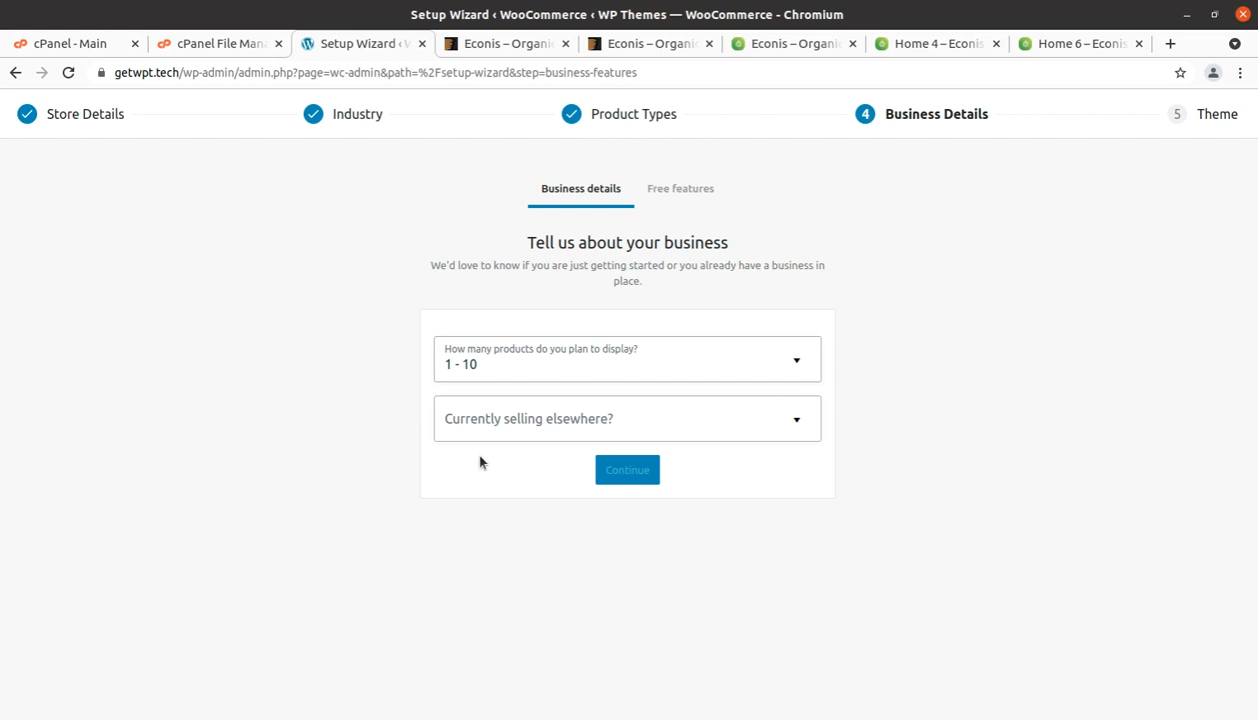 Setup Wizard ‹ WooCommerce ‹ WP Themes — WooCommerce - Chromium
cPanel - Main
cPanel File Mana
Setup Wizard ‹ W
Econis – Organi
Econis – Organi
Econis – Organi
Home 4 – Econis
Home 6 – Econis
getwpt.tech/wp-admin/admin.php?page=wc-admin&path=%2Fsetup-wizard&step=business-features
Store Details
Industry
Product Types
4 Business Details
5 Theme
Business details
Free features
Tell us about your business
We'd love to know if you are just getting started or you already have a business in
place.
How many products do you plan to display?
1 - 10
Currently selling elsewhere?
Continue